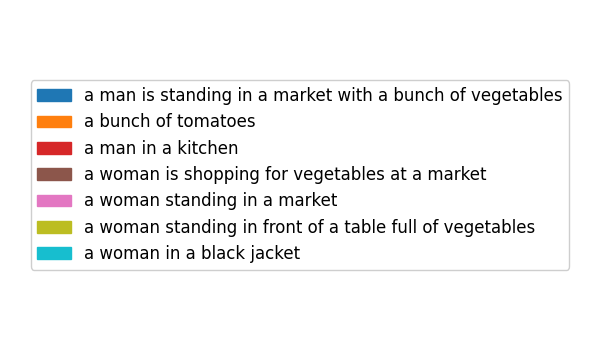 a man is standing in a market with a bunch of vegetables
a bunch of tomatoes
a man in a kitchen
a woman is shopping for vegetables at a market
a woman standing in a market
a woman standing in front of a table full of vegetables
a woman in a black jacket